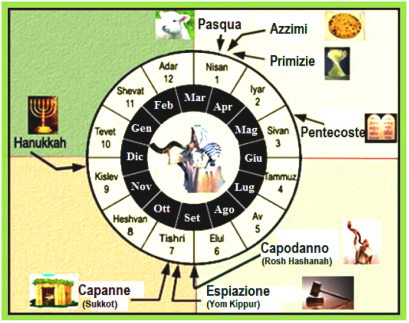 Pasqua
Azzimi
Primizie
Pentecoste
Capodanno
(Rosh Hashanah)
Espiazione
(Yom Kippur)
Capanne
(Sukkot)
Hanukkah
Nisan
1
Iyar
2
Sivan
3
Tammuz
4
Av
5
Elul
6
Tishri
7
Heshvan
8
Kislev
9
Tevet
10
Shevat
11
Adar
12
Mar
Apr
Mag
Giu
Lug
Ago
Set
Ott
Nov
Dic
Gen
Feb